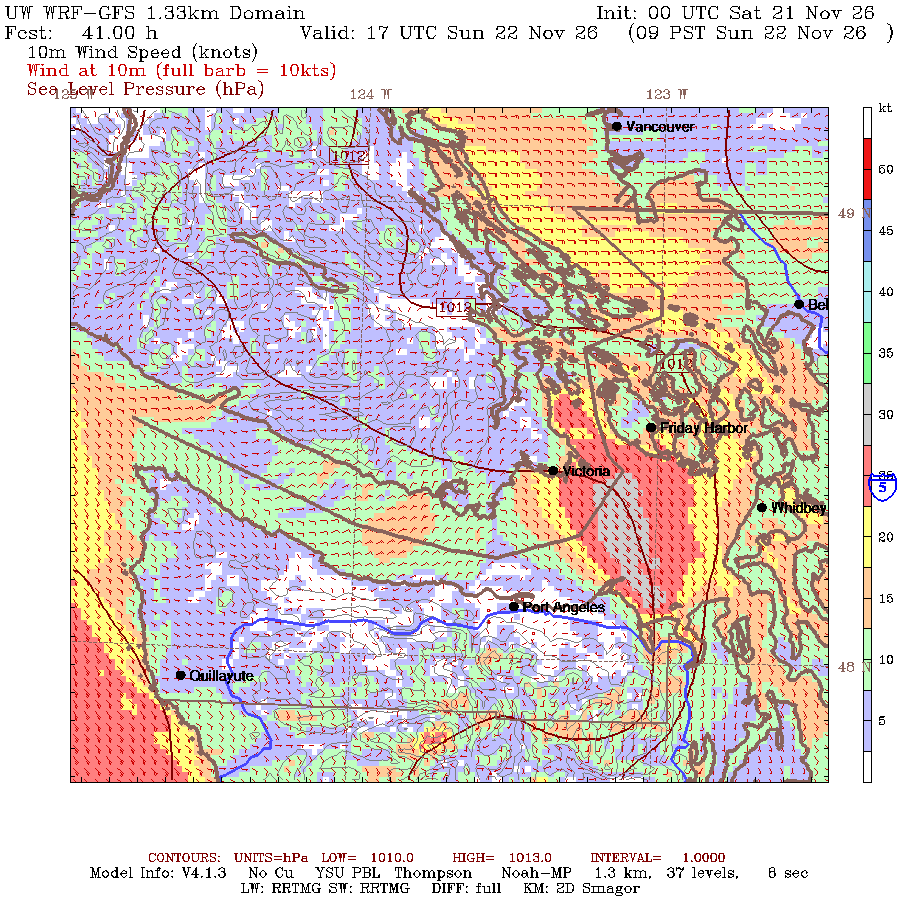 UW WRF-GFS 1.33km Domain Init: 00 UTC Sat 21 Nov 26
Fcst: 41.00 h Valid: 17 UTC Sun 22 Nov 26 (09 PST Sun 22 Nov 26 )
10m Wind Speed (knots)
Wind at 10m (full barb = 10kts)
Sea Level Pressure (hPa)
124 W 123 W
kt
Vancouver
1012
60
50
49 N
45
40
Bel
1012
35
1012
30
Friday Harbor
Victoria
25
5
Whidbey
20
15
Port Angeles
10
48 N
Quillayute
5
CONTOURS: UNITS=hPa LOW= 1010.0 HIGH= 1013.0 INTERVAL= 1.0000
Model Info: V4.1.3 No Cu YSU PBL Thompson Noah-MP 1.3 km, 37 levels, 8 sec
LW: RRTMG SW: RRTMG DIFF: full KM: 2D Smagor